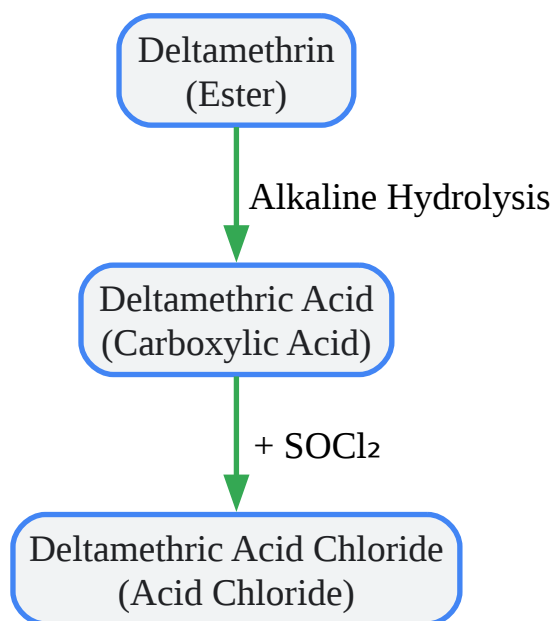 Deltamethrin
(Ester)
Alkaline Hydrolysis
Deltamethric Acid
(Carboxylic Acid)
+ SOCl₂
Deltamethric Acid Chloride
(Acid Chloride)